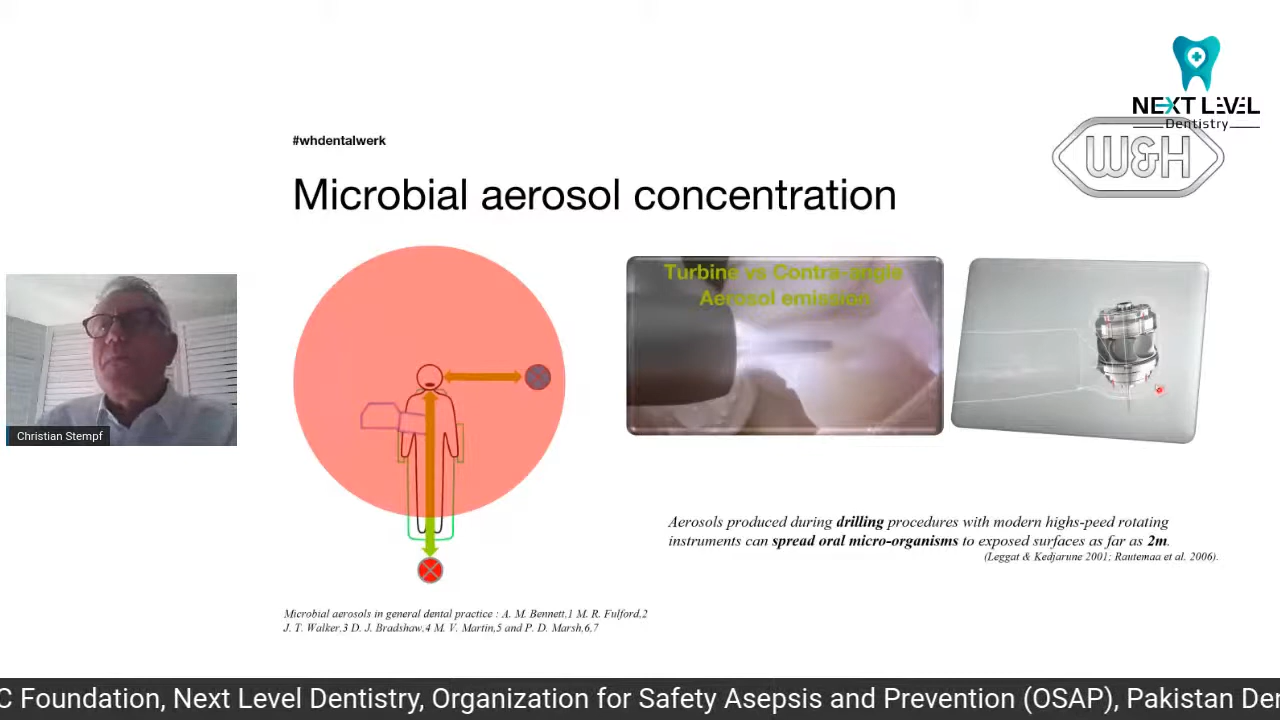 NEXT LEVEL
Dentistry
W&H
#whdentalwerk
Microbial aerosol concentration
Turbine vs Contra-angle
Aerosol emission
Christian Stempf
Aerosols produced during drilling procedures with modern highs-peed rotating
instruments can spread oral micro-organisms to exposed surfaces as far as 2m.
(Leggat & Kedjarune 2001; Rautemaa et al. 2006).
Microbial aerosols in general dental practice : A. M. Bennett,1 M. R. Fulford,2
J. T. Walker,3 D. J. Bradshaw,4 M. V. Martin,5 and P. D. Marsh,6,7
C Foundation, Next Level Dentistry, Organization for Safety Asepsis and Prevention (OSAP), Pakistan Der